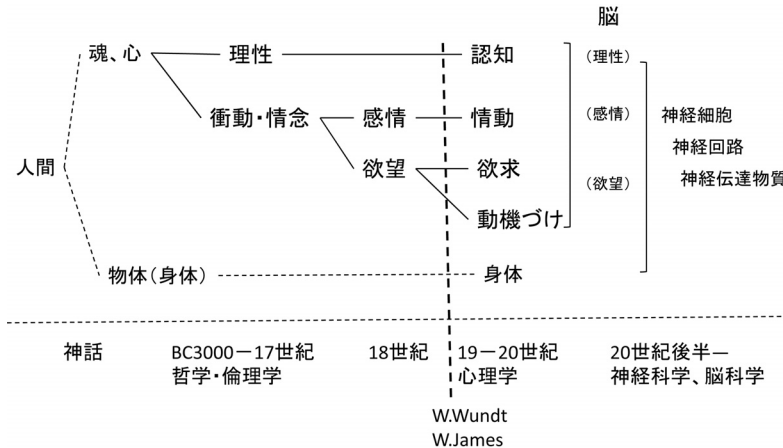 脳
魂、心 理性 認知 (理性)
衝動・情念 感情 情動 (感情) 神経細胞
神経回路
人間 欲望 欲求 (欲望) 神経伝達物質
動機づけ
物体(身体) 身体
神話 BC3000－17世紀 18世紀 19－20世紀 20世紀後半―
哲学・倫理学 心理学 神経科学、脳科学
W.Wundt
W.James